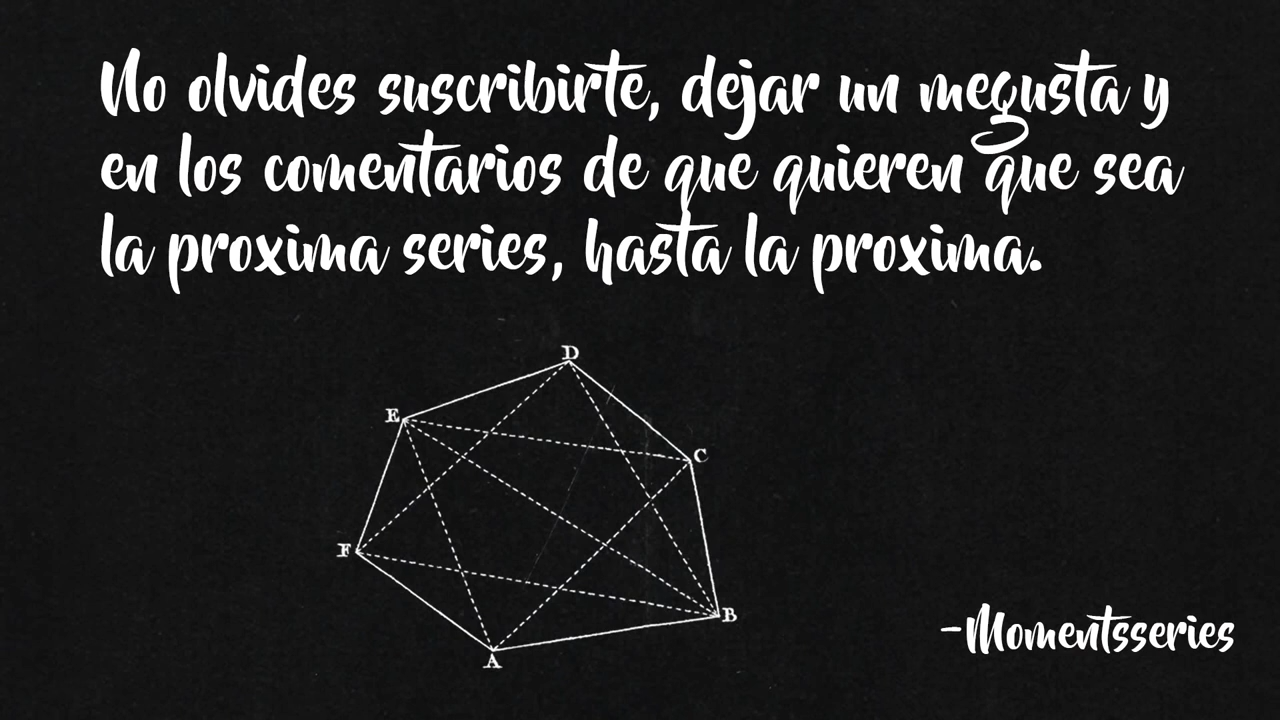 No olvides suscribirte, dejar un megusta y
en los comentarios de que quieren que sea
la proxima series, hasta la proxima.
D
E
C
F
B
A
-Momentsseries